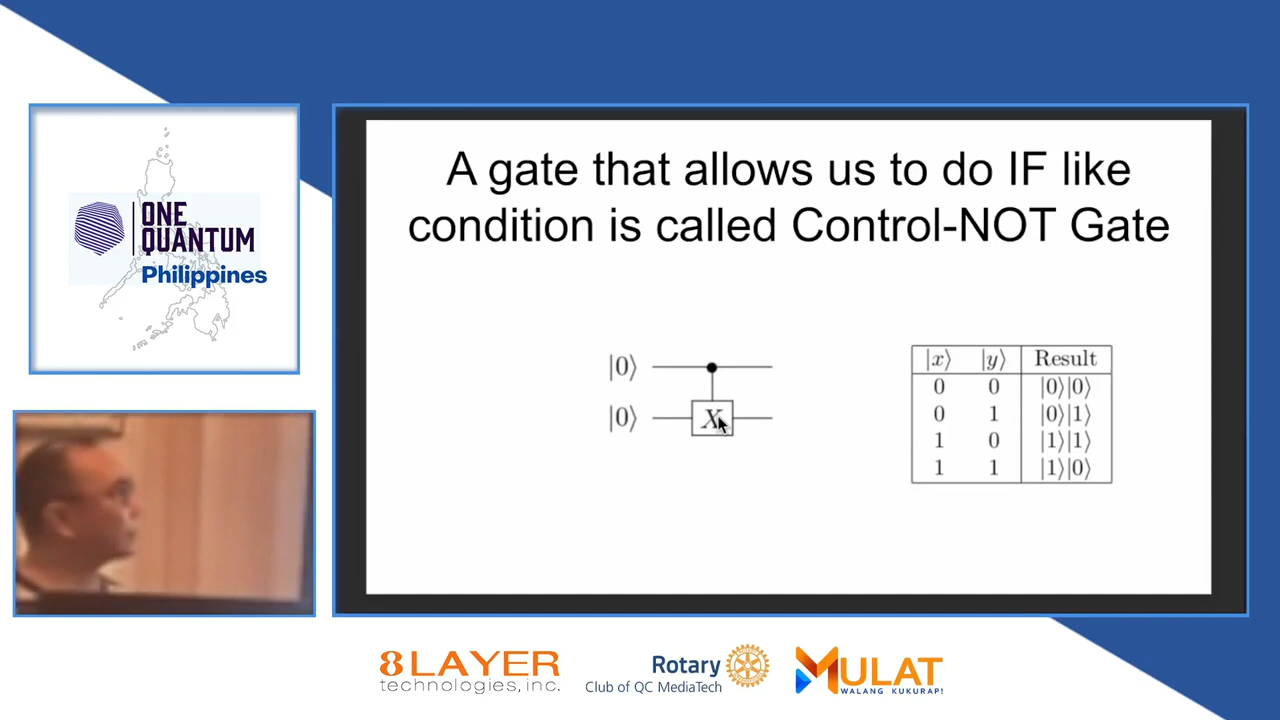 ONE
QUANTUM
Philippines
A gate that allows us to do IF like
condition is called Control-NOT Gate
|0⟩
|0⟩ X
|x⟩ |y⟩ Result
0 0 |0⟩|0⟩
0 1 |0⟩|1⟩
1 0 |1⟩|1⟩
1 1 |1⟩|0⟩
8LAYER
technologies, inc.
Rotary
Club of QC MediaTech
MULAT
WALANG KUKURAP!